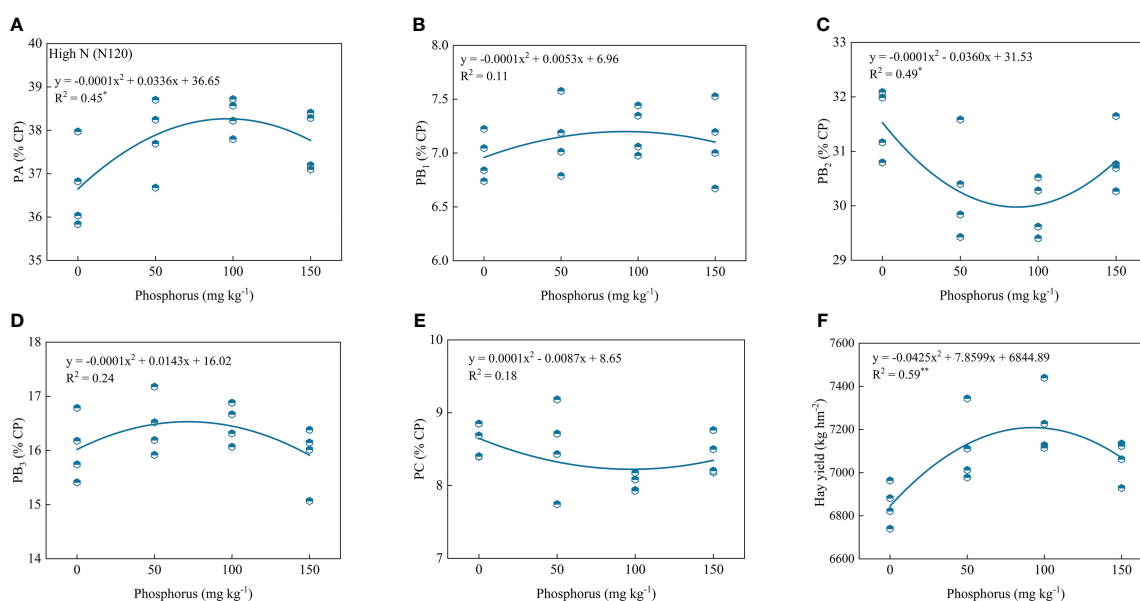 A
High N (N120)
y = -0.0001x² + 0.0336x + 36.65
R² = 0.45*
40
39
38
37
36
35
PA (% CP)
0 50 100 150
Phosphorus (mg kg⁻¹)
B
y = -0.0001x² + 0.0053x + 6.96
R² = 0.11
8.0
7.5
7.0
6.5
6.0
PB₁ (% CP)
0 50 100 150
Phosphorus (mg kg⁻¹)
C
y = -0.0001x² - 0.0360x + 31.53
R² = 0.49*
33
32
31
30
29
PB₂ (% CP)
0 50 100 150
Phosphorus (mg kg⁻¹)
D
y = -0.0001x² + 0.0143x + 16.02
R² = 0.24
18
17
16
15
14
PB₃ (% CP)
0 50 100 150
Phosphorus (mg kg⁻¹)
E
y = 0.0001x² - 0.0087x + 8.65
R² = 0.18
10
9
8
7
PC (% CP)
0 50 100 150
Phosphorus (mg kg⁻¹)
F
y = -0.0425x² + 7.8599x + 6844.89
R² = 0.59**
7600
7400
7200
7000
6800
6600
Hay yield (kg hm⁻²)
0 50 100 150
Phosphorus (mg kg⁻¹)